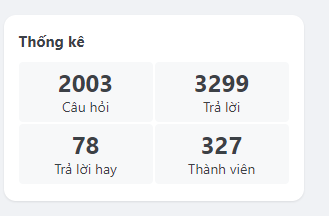 Thống kê
2003 3299
Câu hỏi Trả lời
78 327
Trả lời hay Thành viên